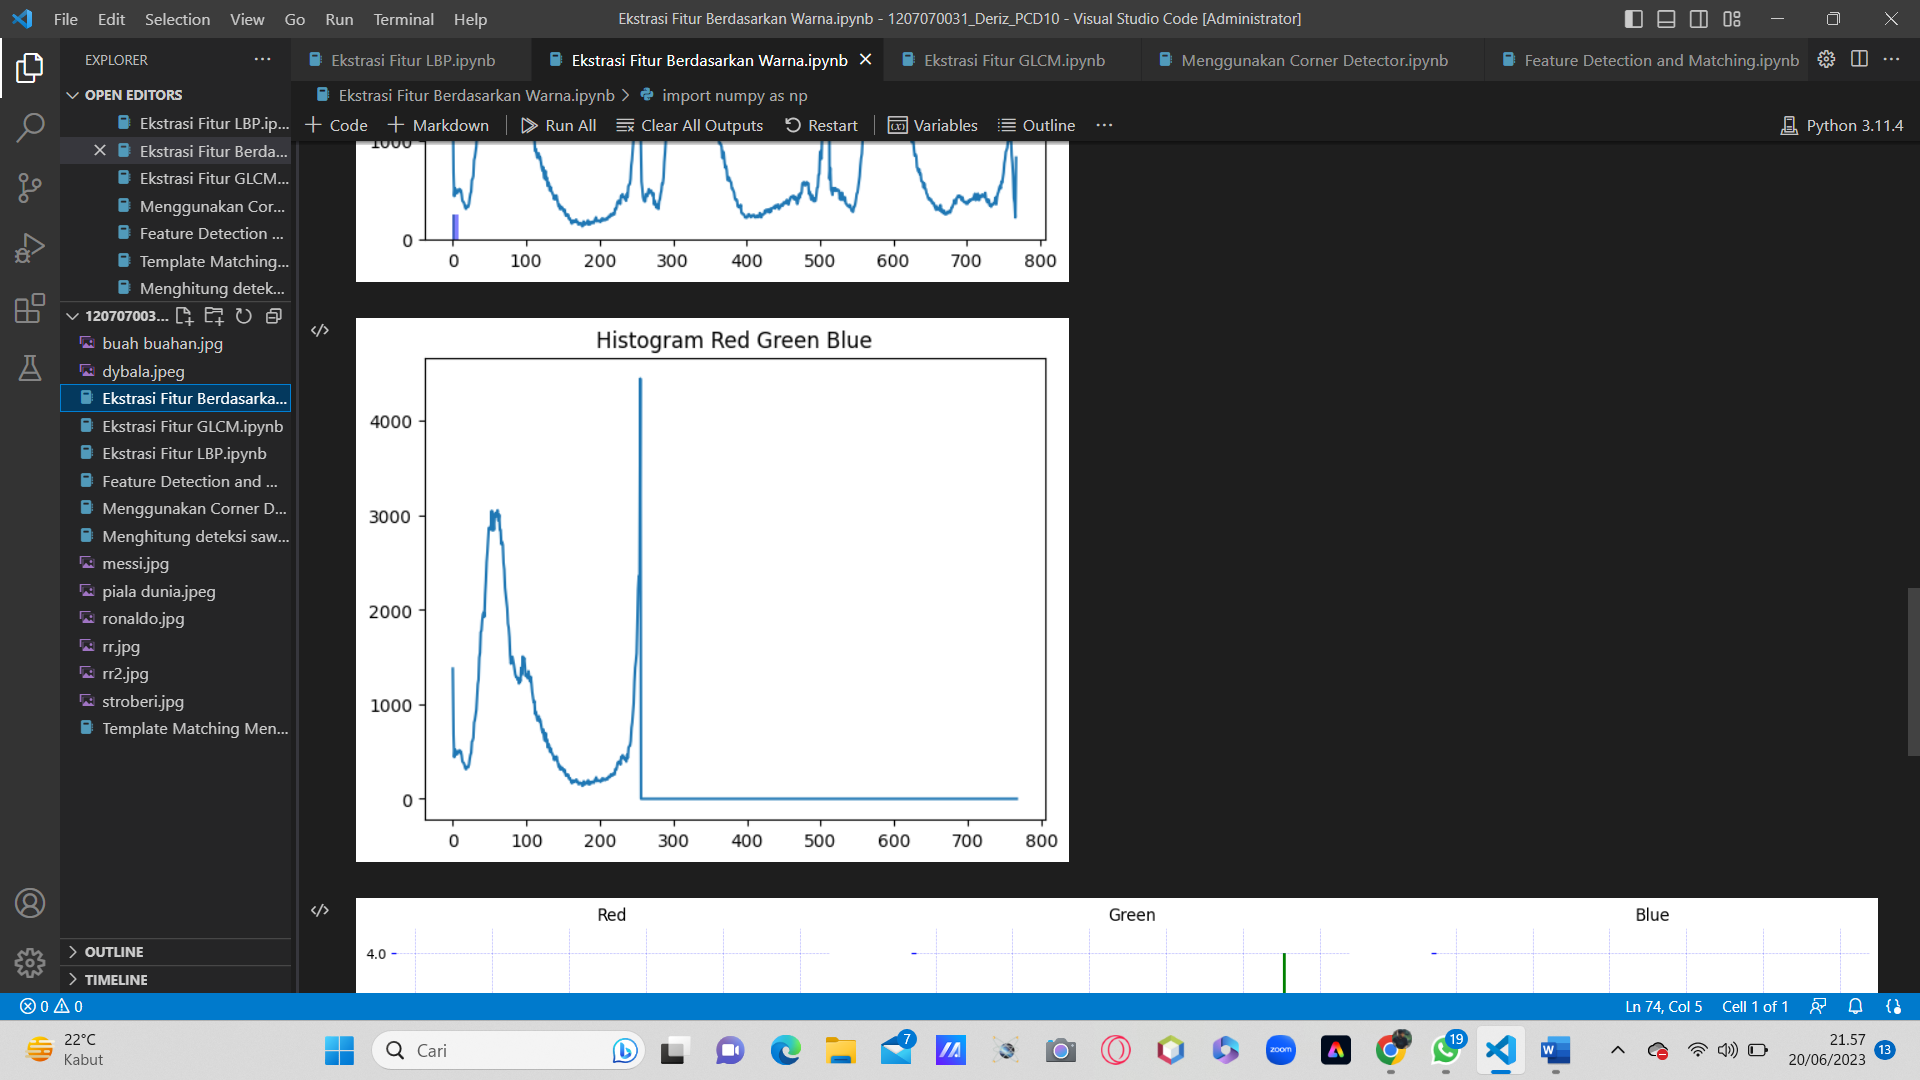 File Edit Selection View Go Run Terminal Help
Ekstrasi Fitur Berdasarkan Warna.ipynb - 1207070031_Deriz_PCD10 - Visual Studio Code [Administrator]
EXPLORER
Ekstrasi Fitur LBP.ipynb
Ekstrasi Fitur Berdasarkan Warna.ipynb
Ekstrasi Fitur GLCM.ipynb
Menggunakan Corner Detector.ipynb
Feature Detection and Matching.ipynb
OPEN EDITORS
Ekstrasi Fitur LBP.ip...
Ekstrasi Fitur Berda...
Ekstrasi Fitur GLCM...
Menggunakan Cor...
Feature Detection ...
Template Matching...
Menghitung detek...
120707003...
buah buahan.jpg
dybala.jpeg
Ekstrasi Fitur Berdasarka...
Ekstrasi Fitur GLCM.ipynb
Ekstrasi Fitur LBP.ipynb
Feature Detection and ...
Menggunakan Corner D...
Menghitung deteksi saw...
messi.jpg
piala dunia.jpeg
ronaldo.jpg
rr.jpg
rr2.jpg
stroberi.jpg
Template Matching Men...
OUTLINE
TIMELINE
Ekstrasi Fitur Berdasarkan Warna.ipynb > import numpy as np
+ Code + Markdown Run All Clear All Outputs Restart Variables Outline ...
Python 3.11.4
1000
0
0 100 200 300 400 500 600 700 800
Histogram Red Green Blue
4000
3000
2000
1000
0
0 100 200 300 400 500 600 700 800
Red Green Blue
4.0
0 0
Ln 74, Col 5 Cell 1 of 1
22°C
Kabut
Cari
7
zoom
19
21.57
20/06/2023
13